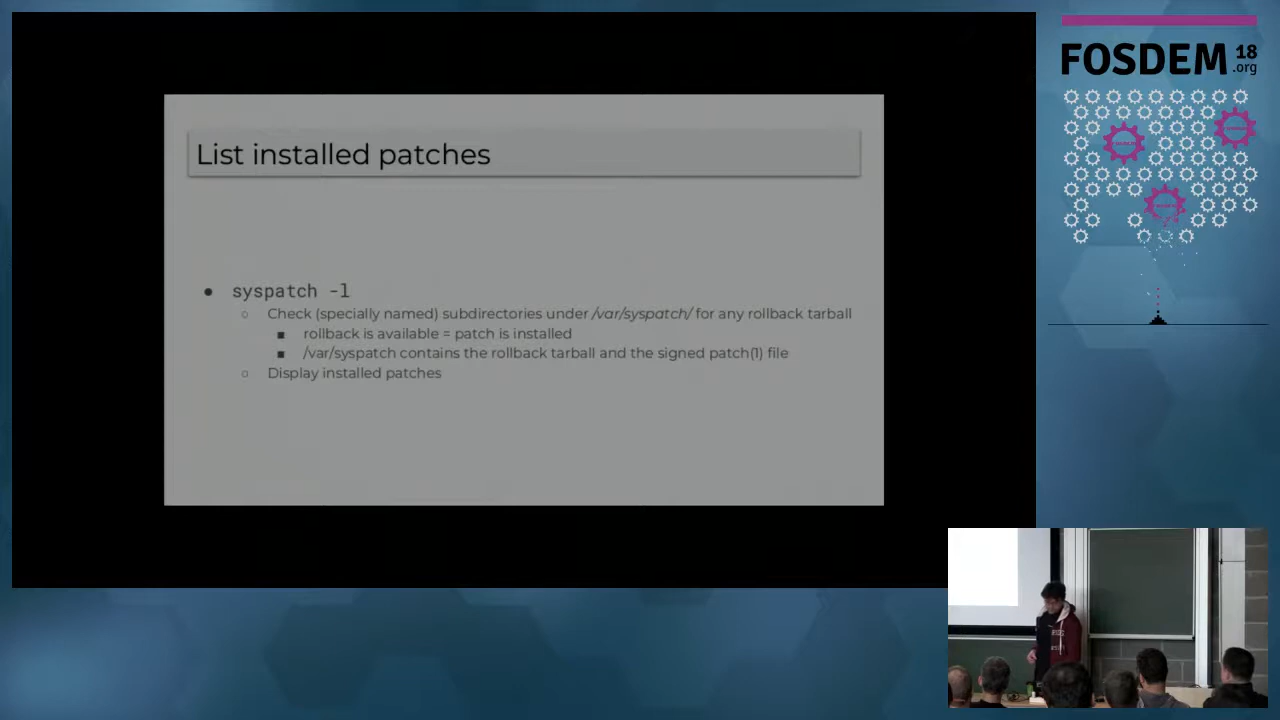 List installed patches
● syspatch -l
○ Check (specially named) subdirectories under /var/syspatch/ for any rollback tarball
■ rollback is available = patch is installed
■ /var/syspatch contains the rollback tarball and the signed patch(1) file
○ Display installed patches
FOSDEM 18
.org